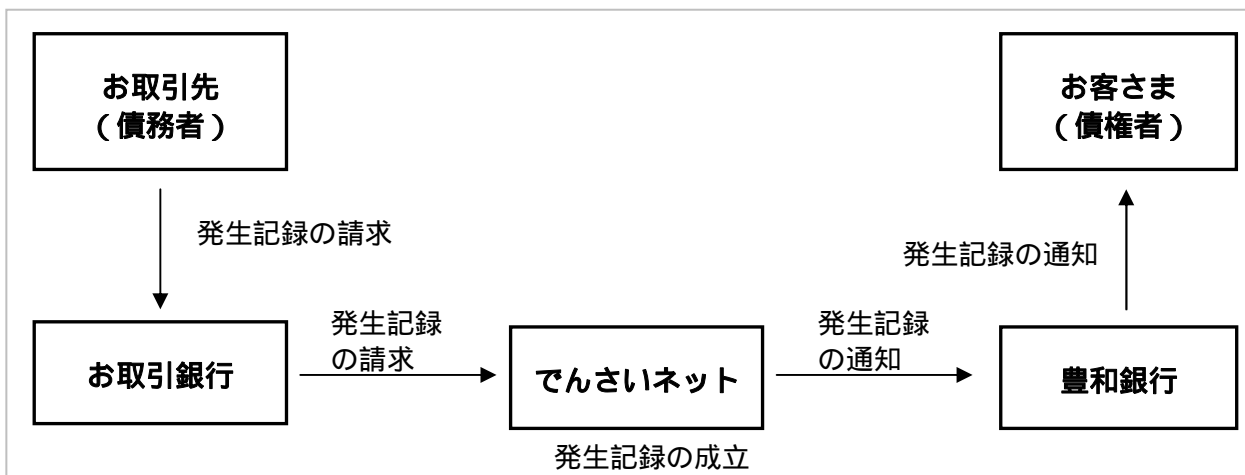 お取引先
（債務者）
お客さま
（債権者）
発生記録の請求
発生記録の通知
お取引銀行
発生記録
の請求
でんさいネット
発生記録
の通知
豊和銀行
発生記録の成立